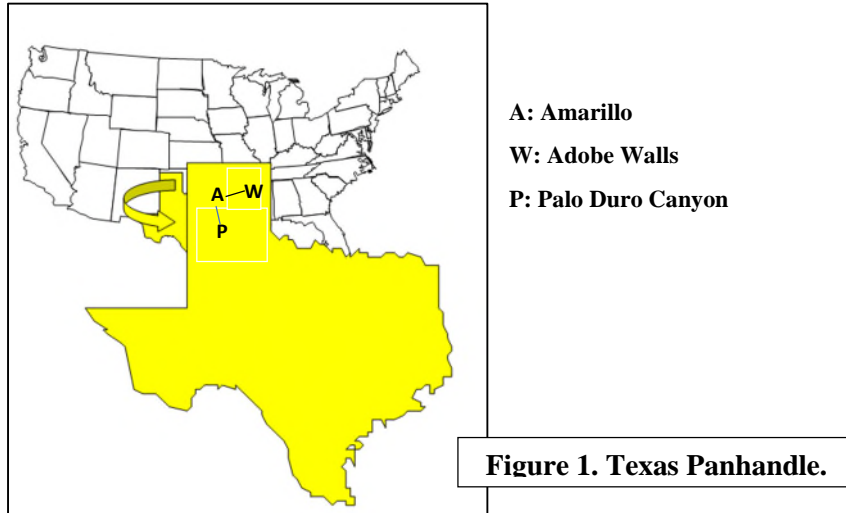 A
W
P
A: Amarillo
W: Adobe Walls
P: Palo Duro Canyon
Figure 1. Texas Panhandle.